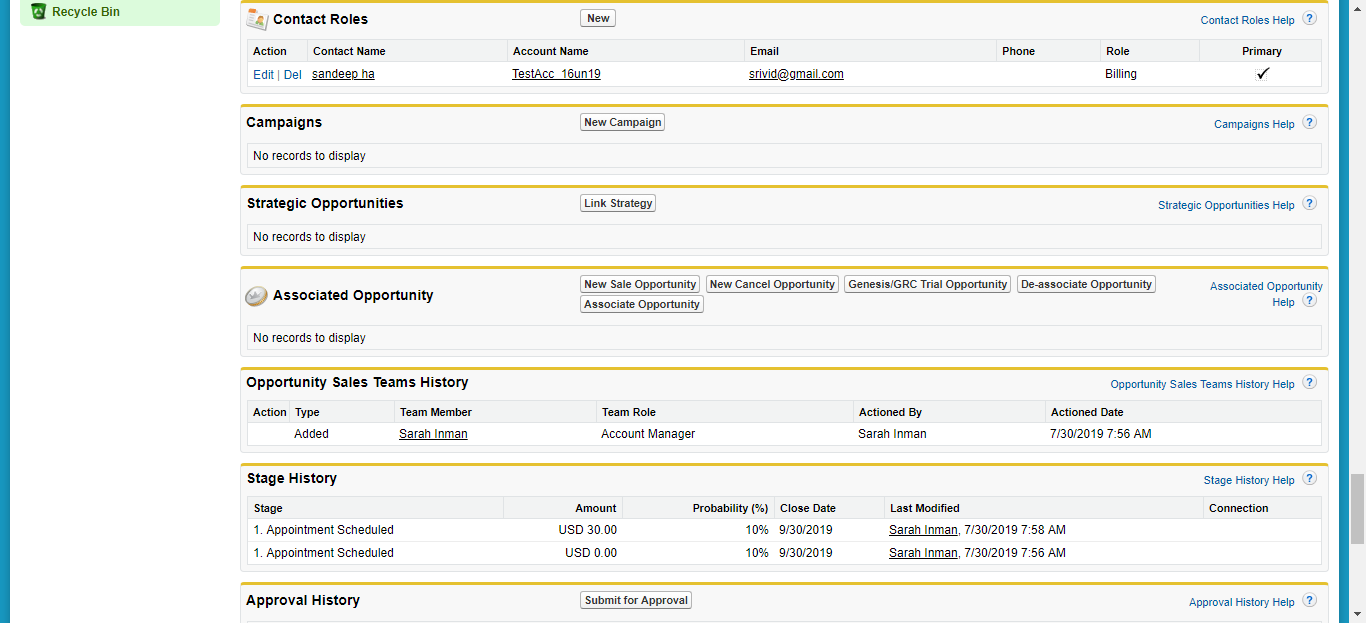 Recycle Bin
Contact Roles New Contact Roles Help ?
Action Contact Name Account Name Email Phone Role Primary
Edit | Del sandeep ha TestAcc_16un19 srivid@gmail.com Billing
Campaigns New Campaign Campaigns Help ?
No records to display
Strategic Opportunities Link Strategy Strategic Opportunities Help ?
No records to display
New Sale Opportunity New Cancel Opportunity Genesis/GRC Trial Opportunity De-associate Opportunity Associated Opportunity
Associated Opportunity
Associate Opportunity Help ?
No records to display
Opportunity Sales Teams History Opportunity Sales Teams History Help ?
Action Type Team Member Team Role Actioned By Actioned Date
Added Sarah Inman Account Manager Sarah Inman 7/30/2019 7:56 AM
Stage History Stage History Help ?
Stage Amount Probability (%) Close Date Last Modified Connection
1. Appointment Scheduled USD 30.00 10% 9/30/2019 Sarah Inman, 7/30/2019 7:58 AM
1. Appointment Scheduled USD 0.00 10% 9/30/2019 Sarah Inman, 7/30/2019 7:56 AM
Approval History Submit for Approval Approval History Help ?